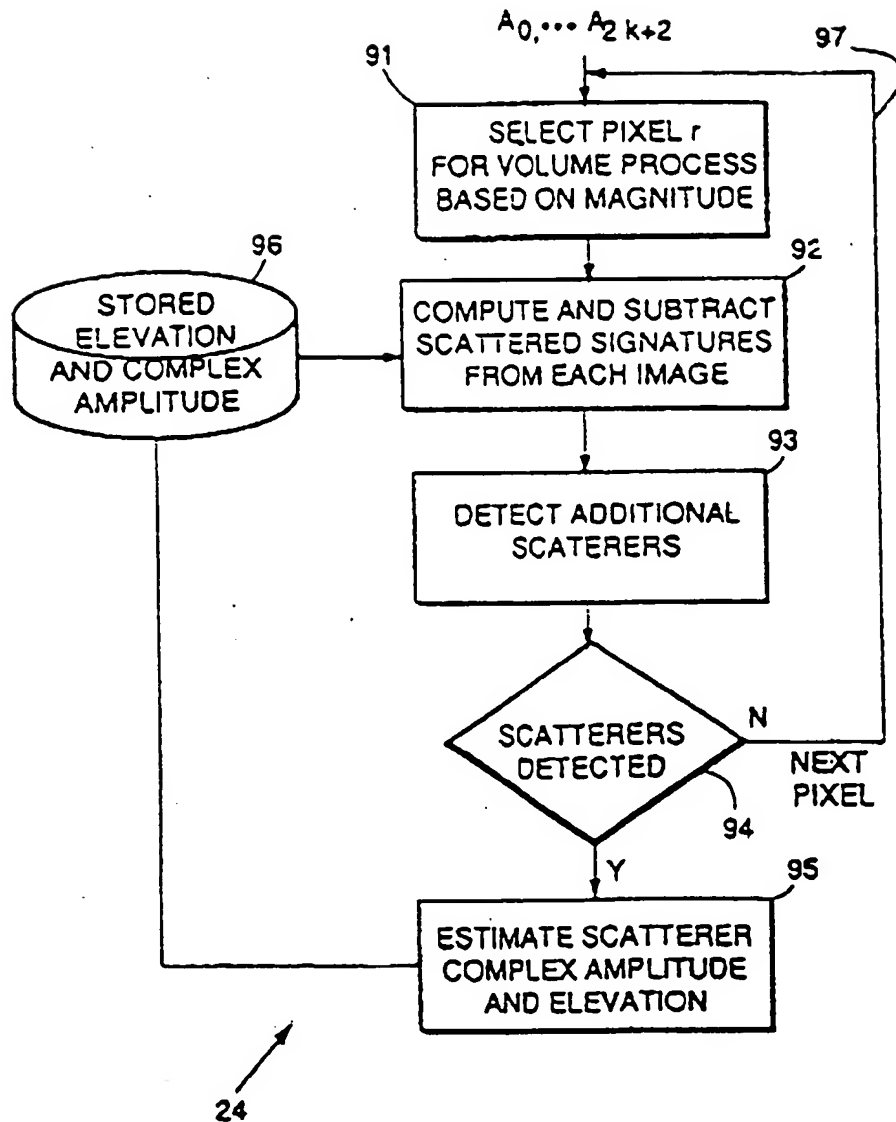 A0,··· A2k+2
97
91
SELECT PIXEL r
FOR VOLUME PROCESS
BASED ON MAGNITUDE
96
92
STORED
ELEVATION
AND COMPLEX
AMPLITUDE
COMPUTE AND SUBTRACT
SCATTERED SIGNATURES
FROM EACH IMAGE
93
DETECT ADDITIONAL
SCATERERS
N
SCATTERERS
DETECTED
NEXT
PIXEL
94
Y
95
ESTIMATE SCATTERER
COMPLEX AMPLITUDE
AND ELEVATION
24